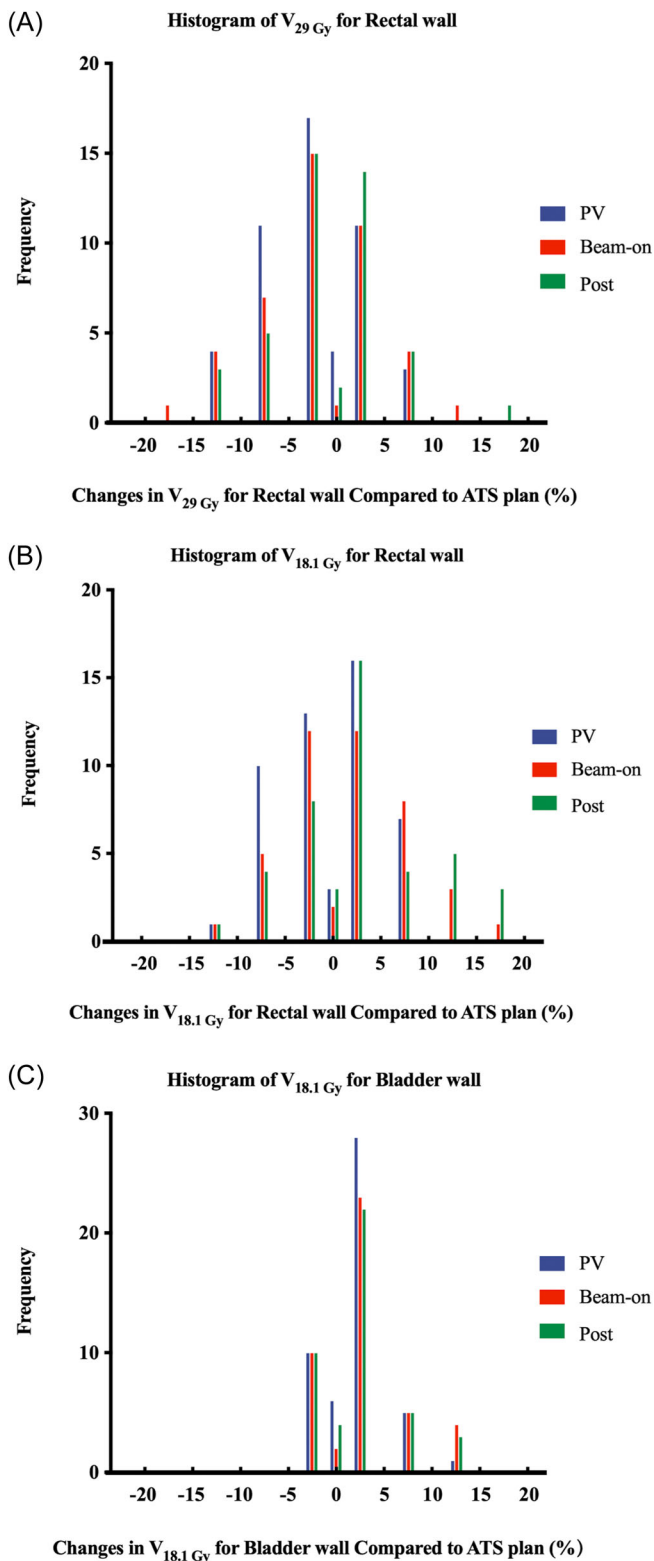 (A)
Histogram of V29 Gy for Rectal wall
20
15
10
5
0
Frequency
-20 -15 -10 -5 0 5 10 15 20
Changes in V29 Gy for Rectal wall Compared to ATS plan (%)
PV
Beam-on
Post
(B)
Histogram of V18.1 Gy for Rectal wall
20
15
10
5
0
Frequency
-20 -15 -10 -5 0 5 10 15 20
Changes in V18.1 Gy for Rectal wall Compared to ATS plan (%)
PV
Beam-on
Post
(C)
Histogram of V18.1 Gy for Bladder wall
30
20
10
0
Frequency
-20 -15 -10 -5 0 5 10 15 20
Changes in V18.1 Gy for Bladder wall Compared to ATS plan (%)
PV
Beam-on
Post